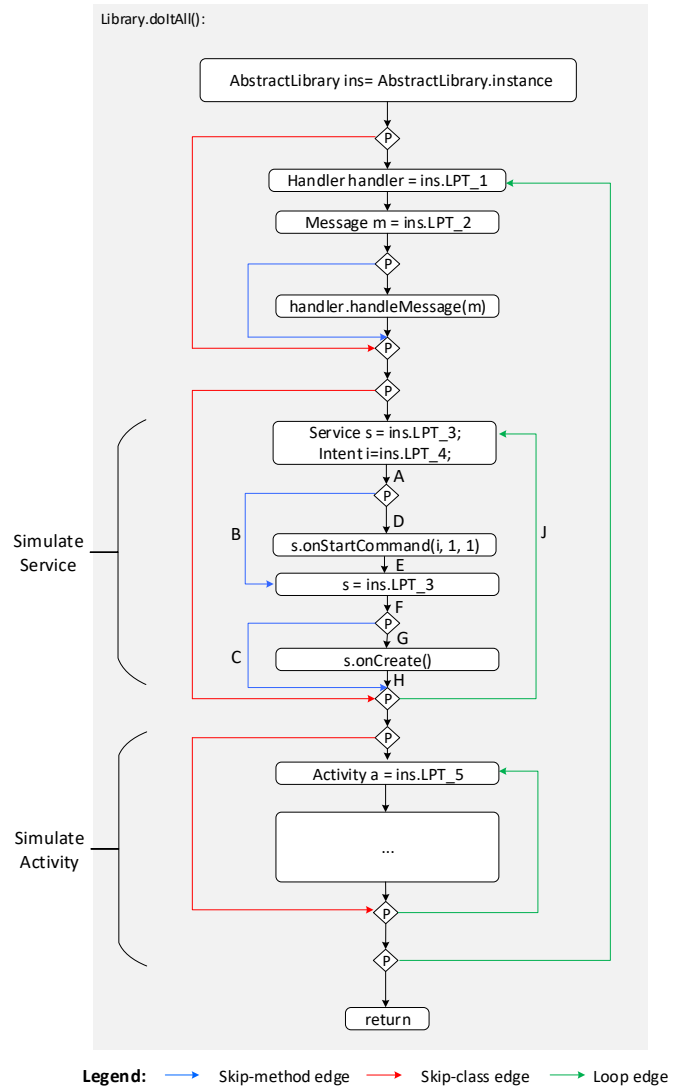 Library.doItAll():
AbstractLibrary ins= AbstractLibrary.instance
P
Handler handler = ins.LPT_1
Message m = ins.LPT_2
P
handler.handleMessage(m)
P
P
Service s = ins.LPT_3;
Intent i=ins.LPT_4;
A
P
B
D
J
s.onStartCommand(i, 1, 1)
Simulate
Service
E
s = ins.LPT_3
F
P
G
C
s.onCreate()
H
P
P
Activity a = ins.LPT_5
Simulate
Activity
...
P
P
return
Legend: Skip-method edge Skip-class edge Loop edge